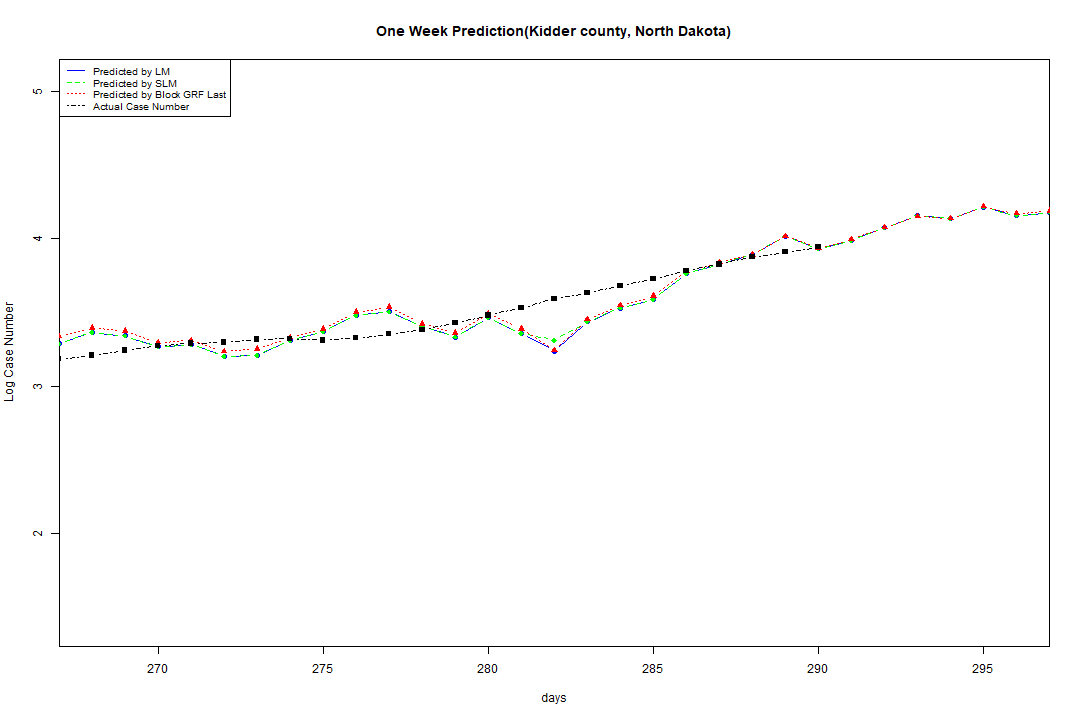 One Week Prediction(Kidder county, North Dakota)
Predicted by LM
Predicted by SLM
Predicted by Block GRF Last
Actual Case Number
5
4
3
2
Log Case Number
270 275 280 285 290 295
days